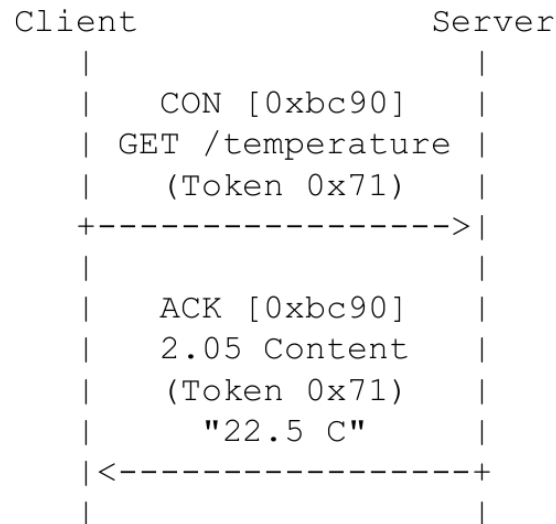 Client Server
CON [0xbc90]
GET /temperature
(Token 0x71)
ACK [0xbc90]
2.05 Content
(Token 0x71)
"22.5 C"